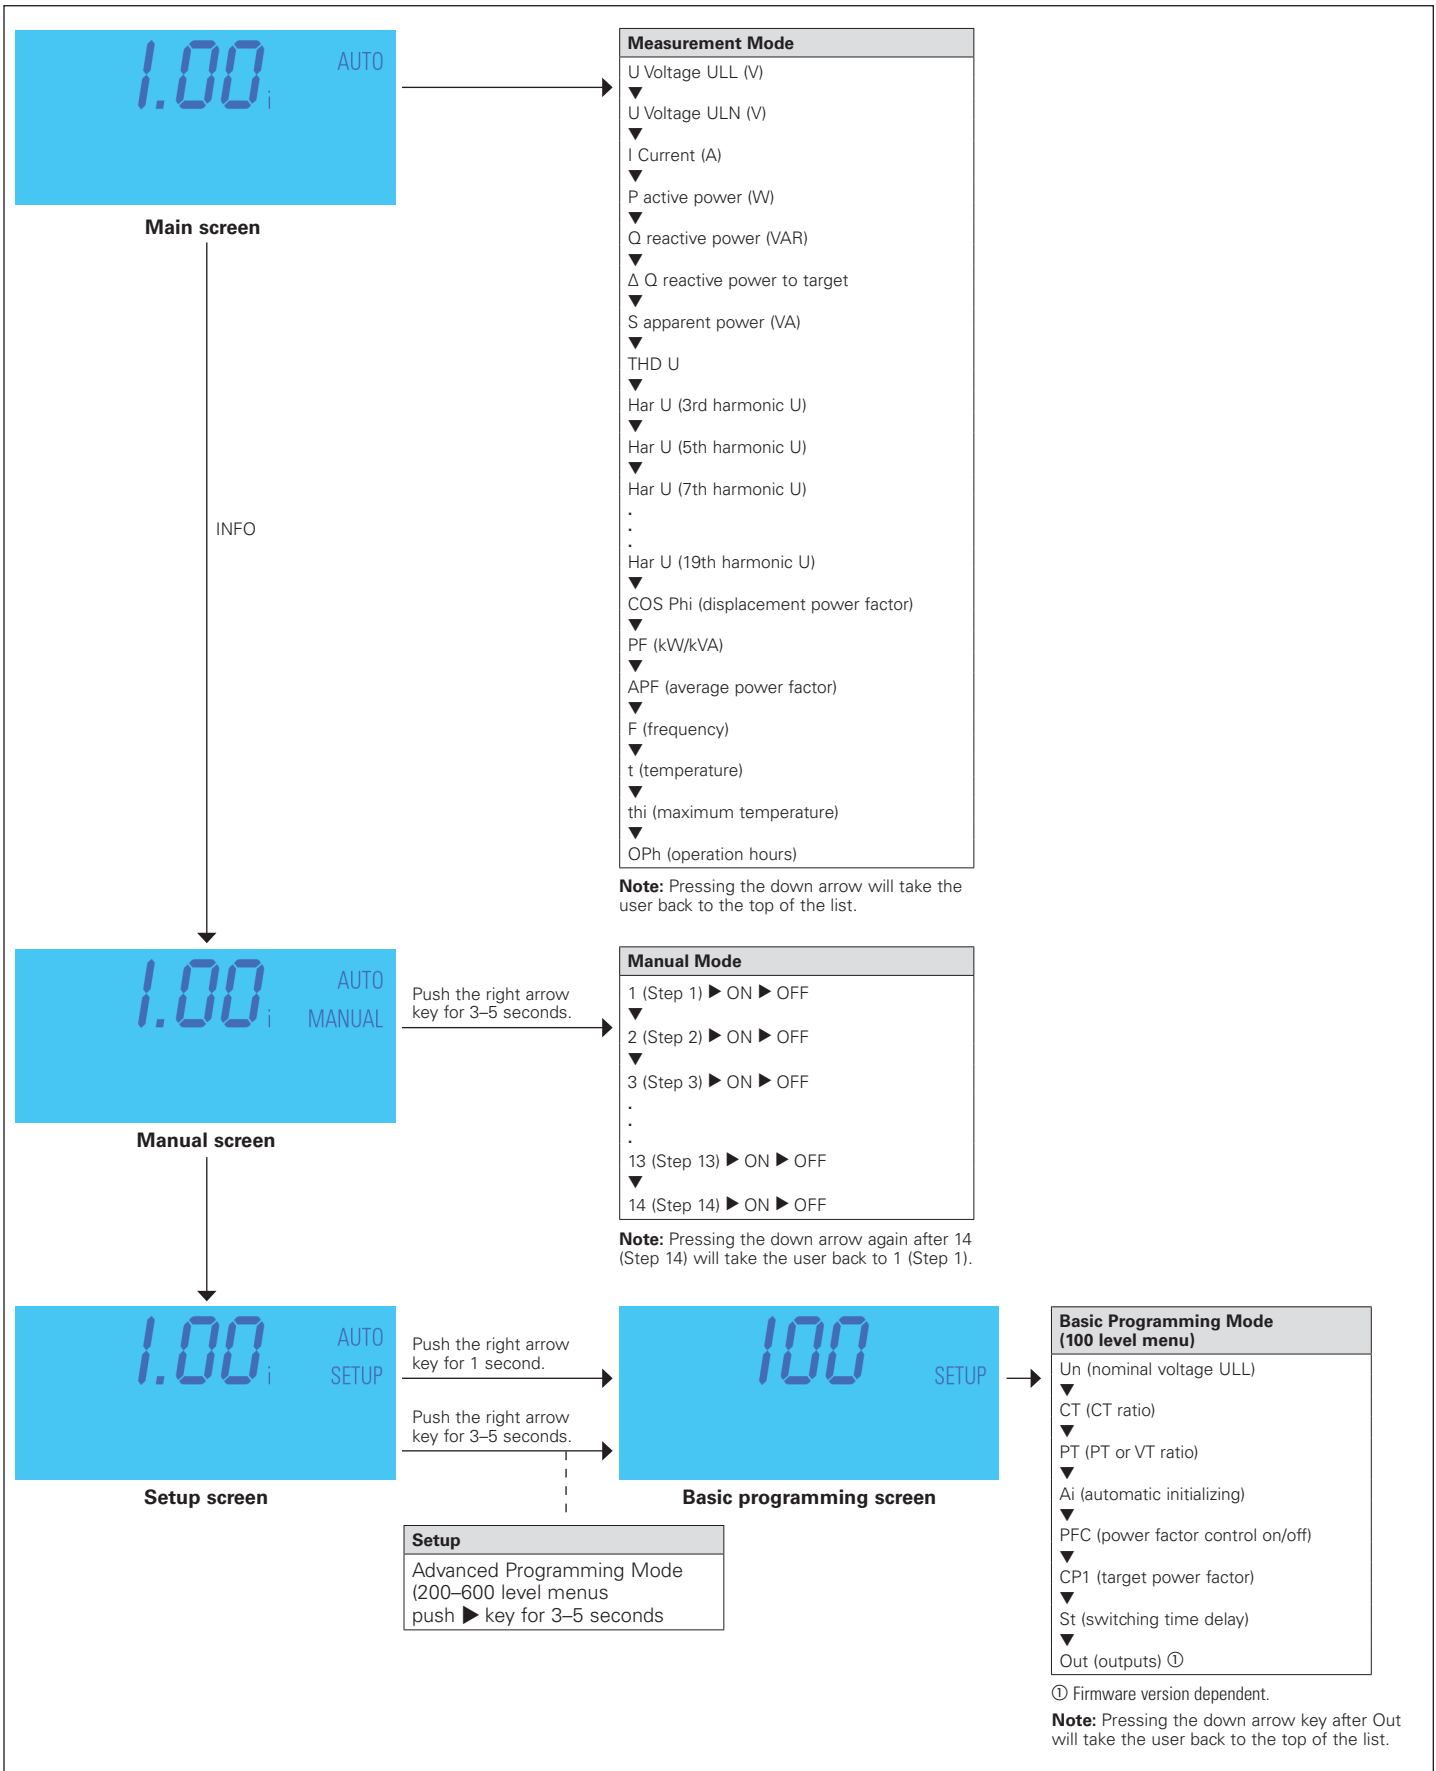 1.00 i AUTO
Main screen
INFO
Measurement Mode
U Voltage ULL (V)
▼
U Voltage ULN (V)
▼
I Current (A)
▼
P active power (W)
▼
Q reactive power (VAR)
▼
Δ Q reactive power to target
▼
S apparent power (VA)
▼
THD U
▼
Har U (3rd harmonic U)
▼
Har U (5th harmonic U)
▼
Har U (7th harmonic U)
.
.
.
Har U (19th harmonic U)
▼
COS Phi (displacement power factor)
▼
PF (kW/kVA)
▼
APF (average power factor)
▼
F (frequency)
▼
t (temperature)
▼
thi (maximum temperature)
▼
OPh (operation hours)
Note: Pressing the down arrow will take the
user back to the top of the list.
1.00 i AUTO
MANUAL
Manual screen
Push the right arrow
key for 3–5 seconds.
Manual Mode
1 (Step 1) ▶ ON ▶ OFF
▼
2 (Step 2) ▶ ON ▶ OFF
▼
3 (Step 3) ▶ ON ▶ OFF
.
.
.
13 (Step 13) ▶ ON ▶ OFF
▼
14 (Step 14) ▶ ON ▶ OFF
Note: Pressing the down arrow again after 14
(Step 14) will take the user back to 1 (Step 1).
1.00 i AUTO
SETUP
Setup screen
Push the right arrow
key for 1 second.
Push the right arrow
key for 3–5 seconds.
Setup
Advanced Programming Mode
(200–600 level menus
push ▶ key for 3–5 seconds
100 SETUP
Basic programming screen
Basic Programming Mode
(100 level menu)
Un (nominal voltage ULL)
▼
CT (CT ratio)
▼
PT (PT or VT ratio)
▼
Ai (automatic initializing)
▼
PFC (power factor control on/off)
▼
CP1 (target power factor)
▼
St (switching time delay)
▼
Out (outputs) ①
① Firmware version dependent.
Note: Pressing the down arrow key after Out
will take the user back to the top of the list.